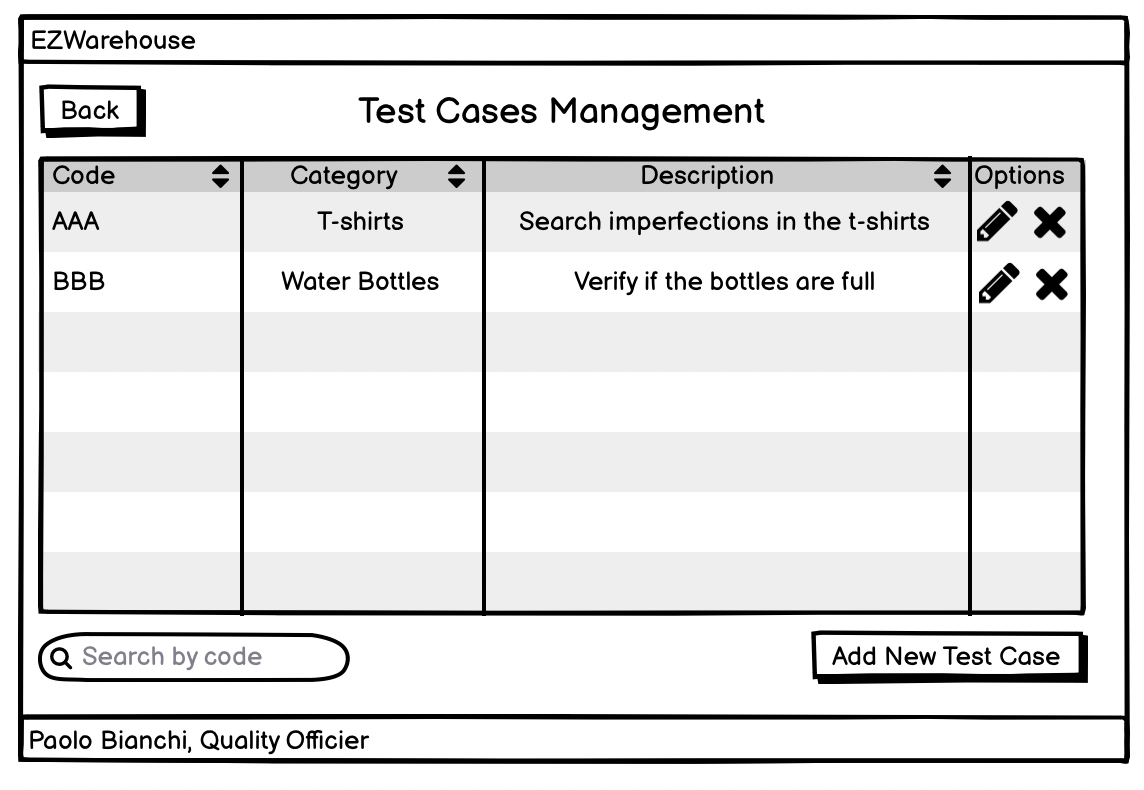 EZWarehouse
Back
Test Cases Management
Code Category Description Options
AAA T-shirts Search imperfections in the t-shirts
BBB Water Bottles Verify if the bottles are full
Search by code
Add New Test Case
Paolo Bianchi, Quality Officier